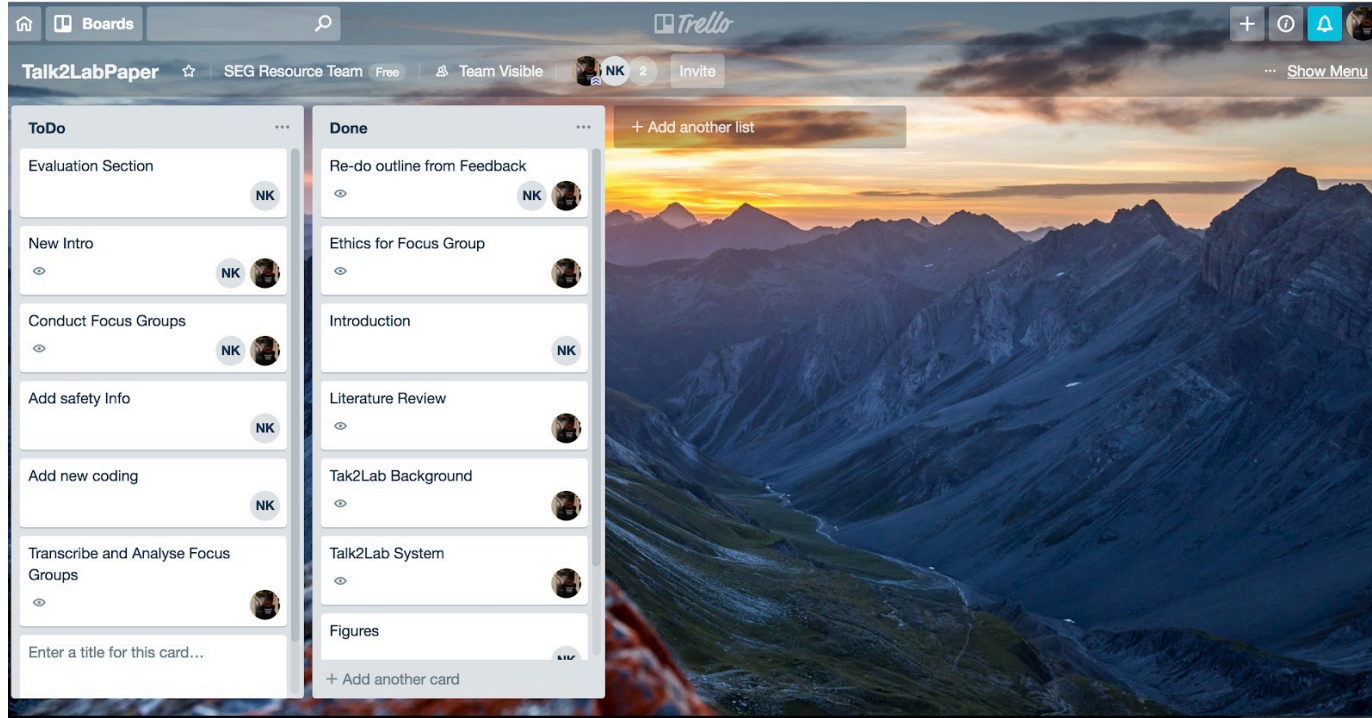 Boards
Trello
Talk2LabPaper
SEG Resource Team Free
Team Visible
NK
2
Invite
... Show Menu
ToDo
Evaluation Section
NK
New Intro
NK
Conduct Focus Groups
NK
Add safety Info
NK
Add new coding
NK
Transcribe and Analyse Focus
Groups
Enter a title for this card...
Done
Re-do outline from Feedback
NK
Ethics for Focus Group
Introduction
NK
Literature Review
Tak2Lab Background
Talk2Lab System
Figures
NK
+ Add another card
+ Add another list